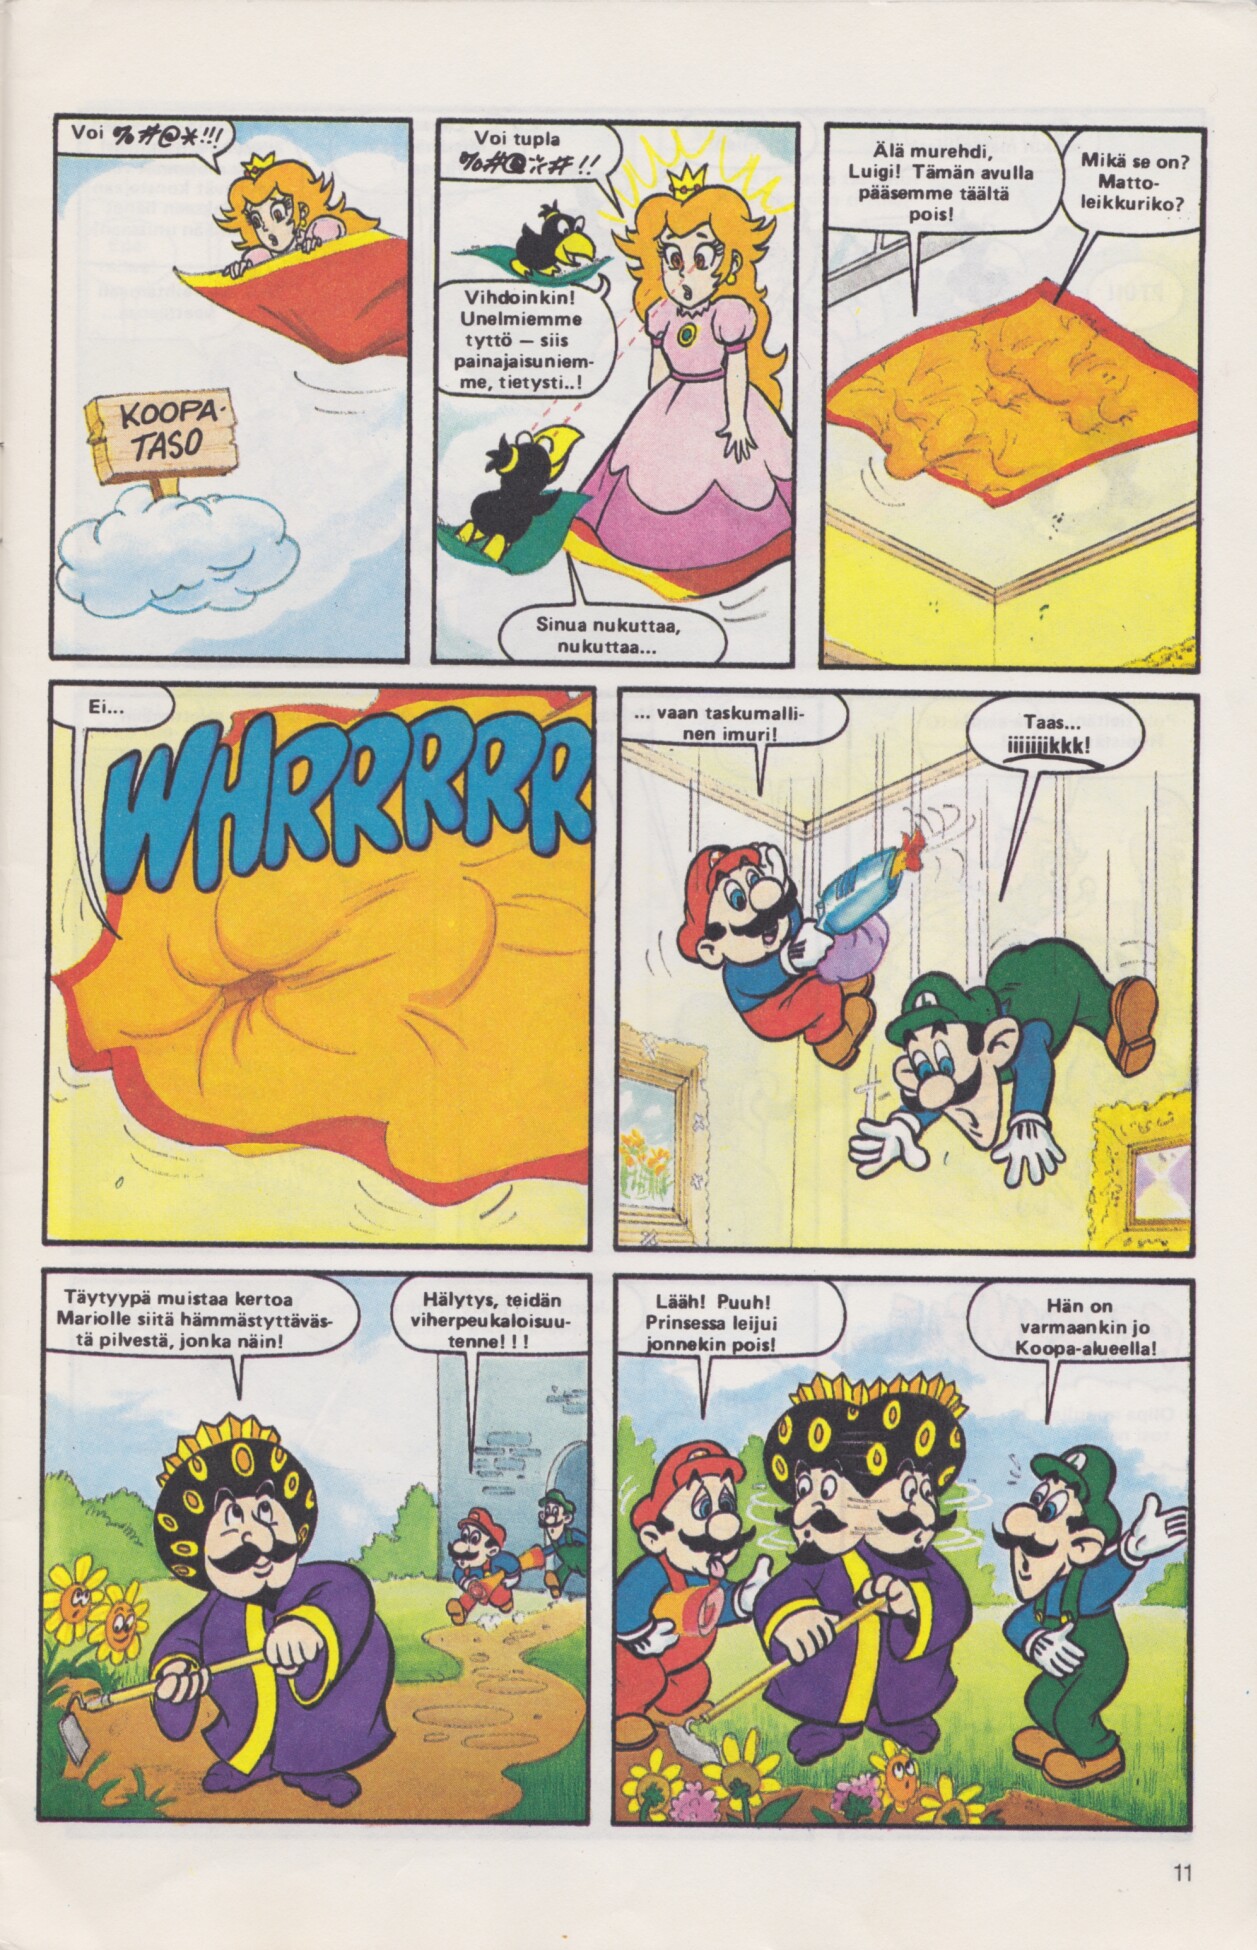 Voi %#@*!!!
KOOPA-
TASO
Voi tupla
%#@*# !!
Vihdoinkin!
Unelmiemme
tyttö — siis
painajaisuniem-
me, tietysti..!
Sinua nukuttaa,
nukuttaa...
Älä murehdi,
Luigi! Tämän avulla
pääsemme täältä
pois!
Mikä se on?
Matto-
leikkuriko?
Ei...
WHRRRRR
... vaan taskumalli-
nen imuri!
Taas...
iiiiiiikkk!
Täytyypä muistaa kertoa
Mariolle siitä hämmästyttäväs-
tä pilvestä, jonka näin!
Hälytys, teidän
viherpeukaloisuu-
tenne! ! !
Lääh! Puuh!
Prinsessa leijui
jonnekin pois!
Hän on
varmaankin jo
Koopa-alueella!
11